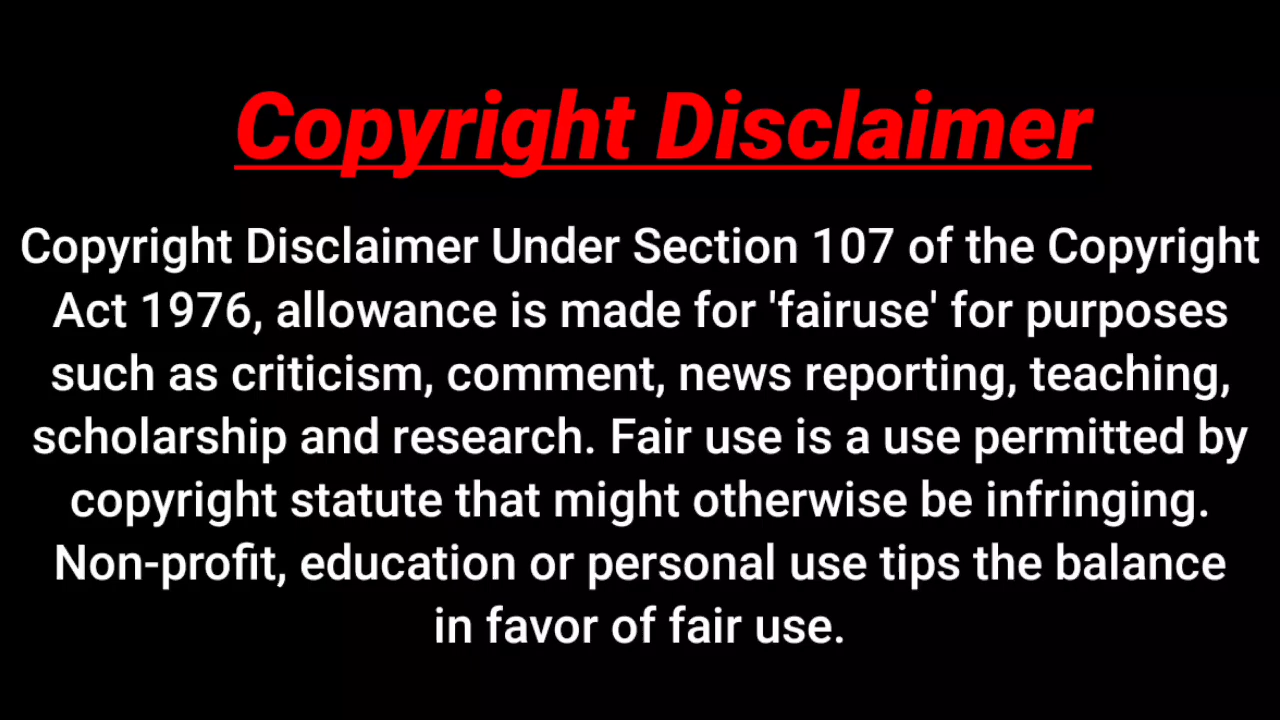 Copyright Disclaimer
Copyright Disclaimer Under Section 107 of the Copyright
Act 1976, allowance is made for 'fairuse' for purposes
such as criticism, comment, news reporting, teaching,
scholarship and research. Fair use is a use permitted by
copyright statute that might otherwise be infringing.
Non-profit, education or personal use tips the balance
in favor of fair use.